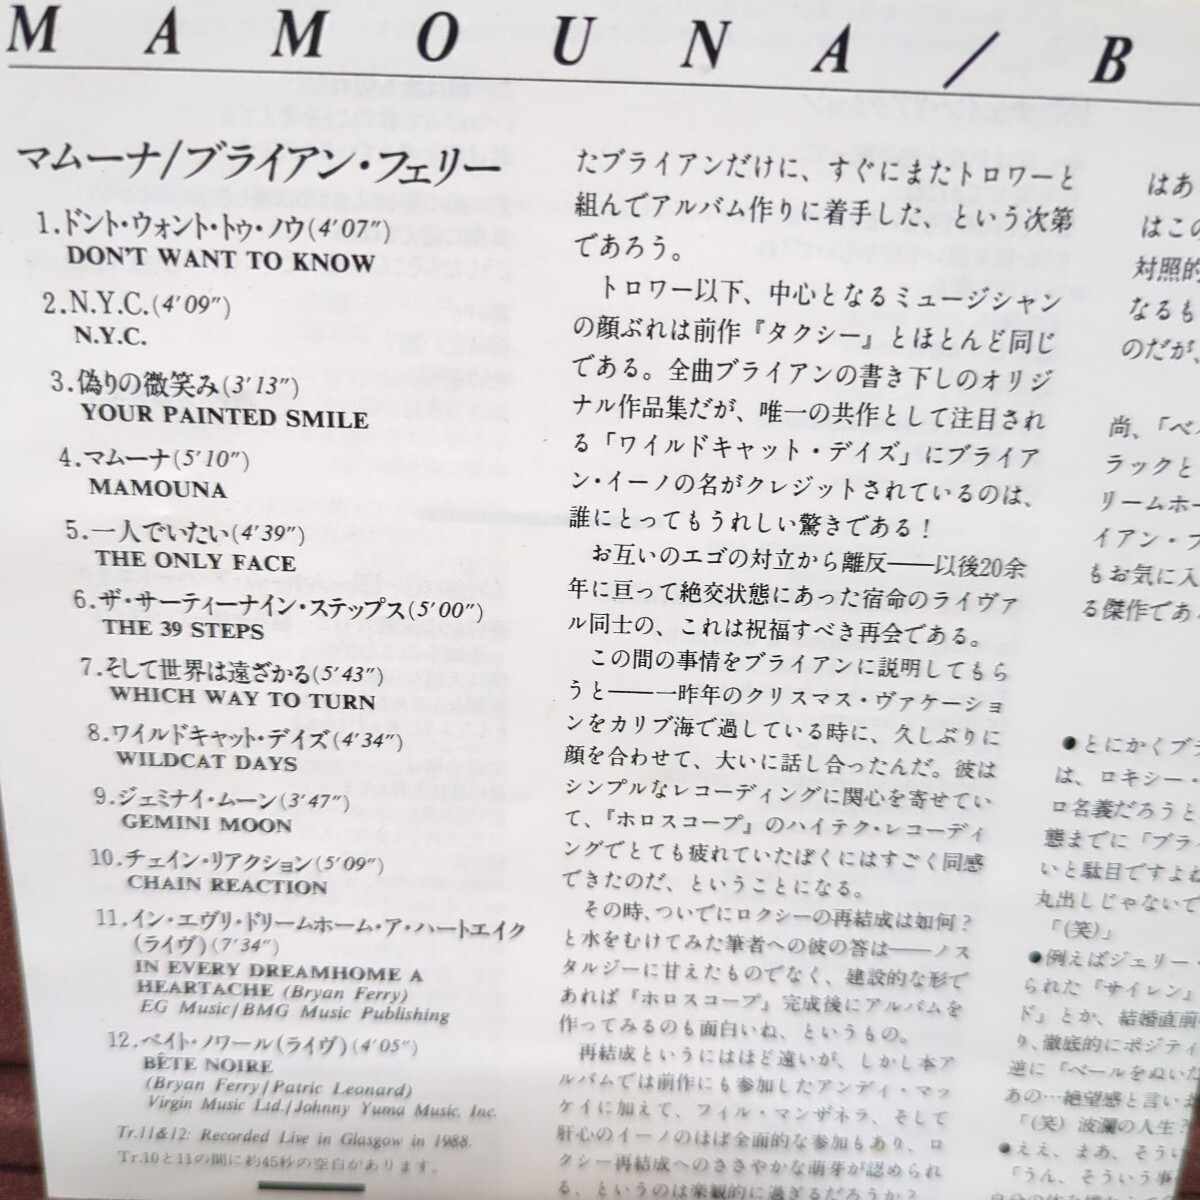 MAMOUNA/B
マムーナ/ブライアン・フェリー
1.ドント・ウォント・トゥ・ノウ(4'07")
DON'T WANT TO KNOW
2.N.Y.C.(4'09")
N.Y.C.
3.偽りの微笑み(3'13")
YOUR PAINTED SMILE
4.マムーナ(5'10")
MAMOUNA
5.一人でいたい(4'39")
THE ONLY FACE
6.ザ・サーティーナイン・ステップス(5'00")
THE 39 STEPS
7.そして世界は遠ざかる(5'43")
WHICH WAY TO TURN
8.ワイルドキャット・デイズ(4'34")
WILDCAT DAYS
9.ジェミナイ・ムーン(3'47")
GEMINI MOON
10.チェイン・リアクション(5'09")
CHAIN REACTION
11.イン・エヴリ・ドリームホーム・ア・ハートエイク
(ライヴ)(7'34")
IN EVERY DREAMHOME A
HEARTACHE (Bryan Ferry)
EG Music/BMG Music Publishing
12.ベイト・ノワール(ライヴ)(4'05")
BÊTE NOIRE
(Bryan Ferry/Patric Leonard)
Virgin Music Ltd./Johnny Yuma Music, Inc.
Tr.11&12: Recorded Live in Glasgow in 1988.
Tr.10と11の間に約45秒の空白があります。
たブライアンだけに、すぐにまたトロワーと
組んでアルバム作りに着手した、という次第
であろう。
トロワー以下、中心となるミュージシャン
の顔ぶれは前作『タクシー』とほとんど同じ
である。全曲ブライアンの書き下しのオリジ
ナル作品集だが、唯一の共作として注目され
る「ワイルドキャット・デイズ」にブライア
ン・イーノの名がクレジットされているのは、
誰にとってもうれしい驚きである!
お互いのエゴの対立から離反――以後20余
年に亘って絶交状態にあった宿命のライヴァ
ル同士の、これは祝福すべき再会である。
この間の事情をブライアンに説明してもら
うと――一昨年のクリスマス・ヴァケーショ
ンをカリブ海で過している時に、久しぶりに
顔を合わせて、大いに話し合ったんだ。彼は
シンプルなレコーディングに関心を寄せてい
て、『ホロスコープ』のハイテク・レコーディ
ングでとても疲れていたぼくにはすごく同感
できたのだ、ということになる。
その時、ついでにロクシーの再結成は如何?
と水をむけてみた筆者への彼の答は――ノス
タルジーに甘えたものでなく、建設的な形で
あれば『ホロスコープ』完成後にアルバムを
作ってみるのも面白いね、というもの。
再結成というにはほど遠いが、しかし本ア
ルバムでは前作にも参加したアンディ・マッ
ケイに加えて、フィル・マンザネラ、そして
肝心のイーノのほぼ全面的な参加もあり、ロ
クシー再結成へのささやかな萌芽が認められ
る、というのは楽観的に過ぎるだろうか?
はあ
はこの
対照的
なるも
のだが、
尚、「ベ
ラックと
リームホー
イアン・フ
もお気に入
る傑作であ
●とにかくブラ
は、ロキシー・
ロ名義だろうと
態までに「ブラ
いと駄目ですよね
丸出しじゃないで
「(笑)」
●例えばジェリー・
られた『サイレン』
ド』とか、結婚直前
り、徹底的にポジティ
逆に『ベールをぬいだ
あの…絶望感と言いま
「(笑)波瀾の人生?
●ええ、まあ、そうい
「うん、そういう事